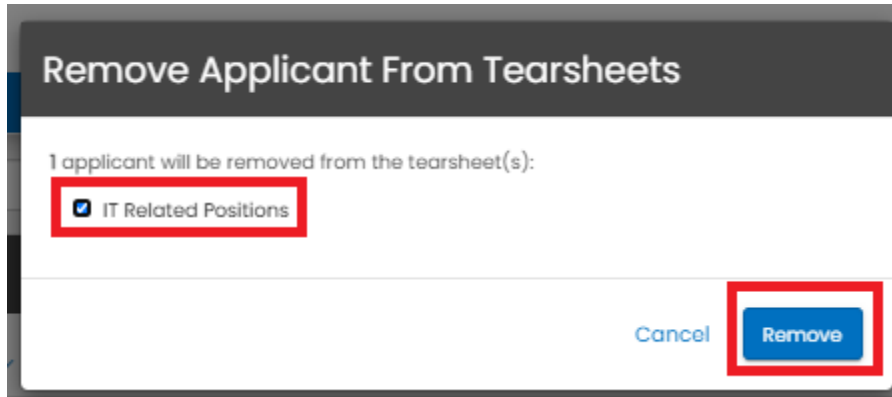 Remove Applicant From Tearsheets
1 applicant will be removed from the tearsheet(s):
IT Related Positions
Cancel
Remove